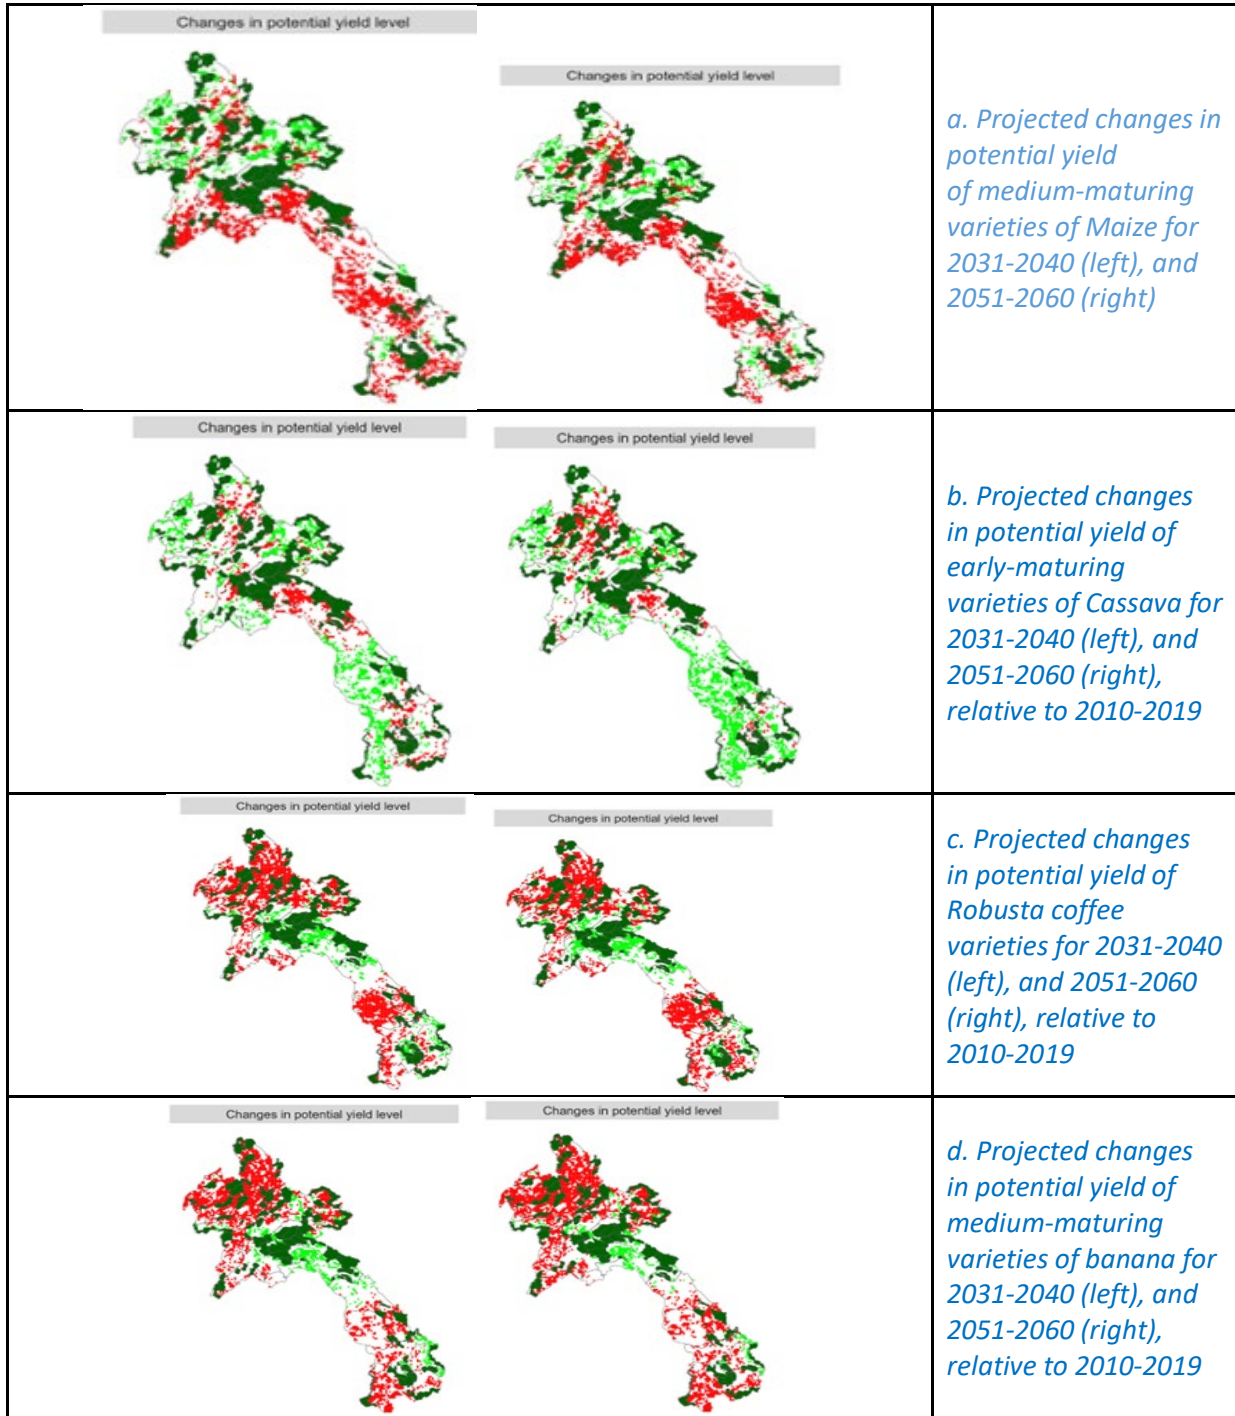 Changes in potential yield level
Changes in potential yield level
a. Projected changes in
potential yield
of medium-maturing
varieties of Maize for
2031-2040 (left), and
2051-2060 (right)
Changes in potential yield level
Changes in potential yield level
b. Projected changes
in potential yield of
early-maturing
varieties of Cassava for
2031-2040 (left), and
2051-2060 (right),
relative to 2010-2019
Changes in potential yield level
Changes in potential yield level
c. Projected changes
in potential yield of
Robusta coffee
varieties for 2031-2040
(left), and 2051-2060
(right), relative to
2010-2019
Changes in potential yield level
Changes in potential yield level
d. Projected changes
in potential yield of
medium-maturing
varieties of banana for
2031-2040 (left), and
2051-2060 (right),
relative to 2010-2019